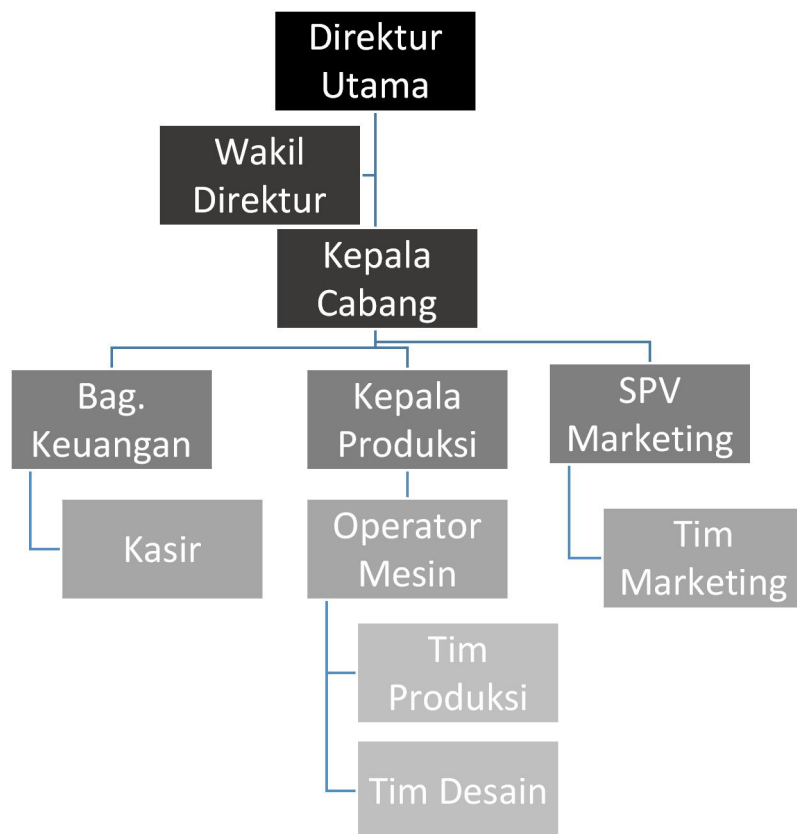 Direktur
Utama
Wakil
Direktur
Kepala
Cabang
Bag.
Keuangan
Kepala
Produksi
SPV
Marketing
Kasir
Operator
Mesin
Tim
Marketing
Tim
Produksi
Tim Desain